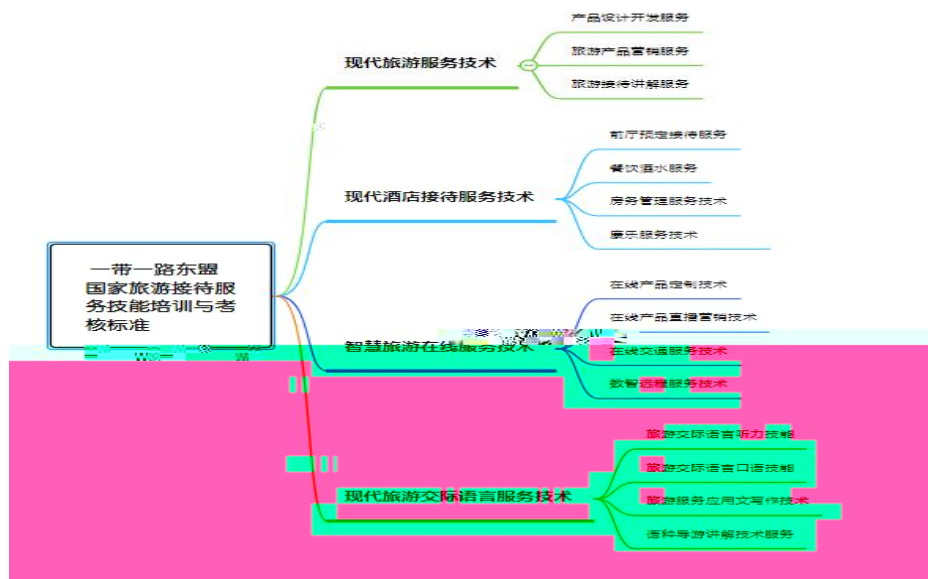 产品设计开发服务
现代旅游服务技术
旅游产品营销服务
旅游接待讲解服务
前厅预定接待服务
餐饮酒水服务
现代酒店接待服务技术
房务管理服务技术
康乐服务技术
一带一路东盟
国家旅游接待服
务技能培训与考
核标准
在线产品定制技术
在线产品直播营销技术
智慧旅游在线服务技术
在线交通服务技术
数智远程服务技术
旅游交际语言听力技能
旅游交际语言口语技能
现代旅游交际语言服务技术
旅游服务应用文写作技术
语种导游讲解技术服务